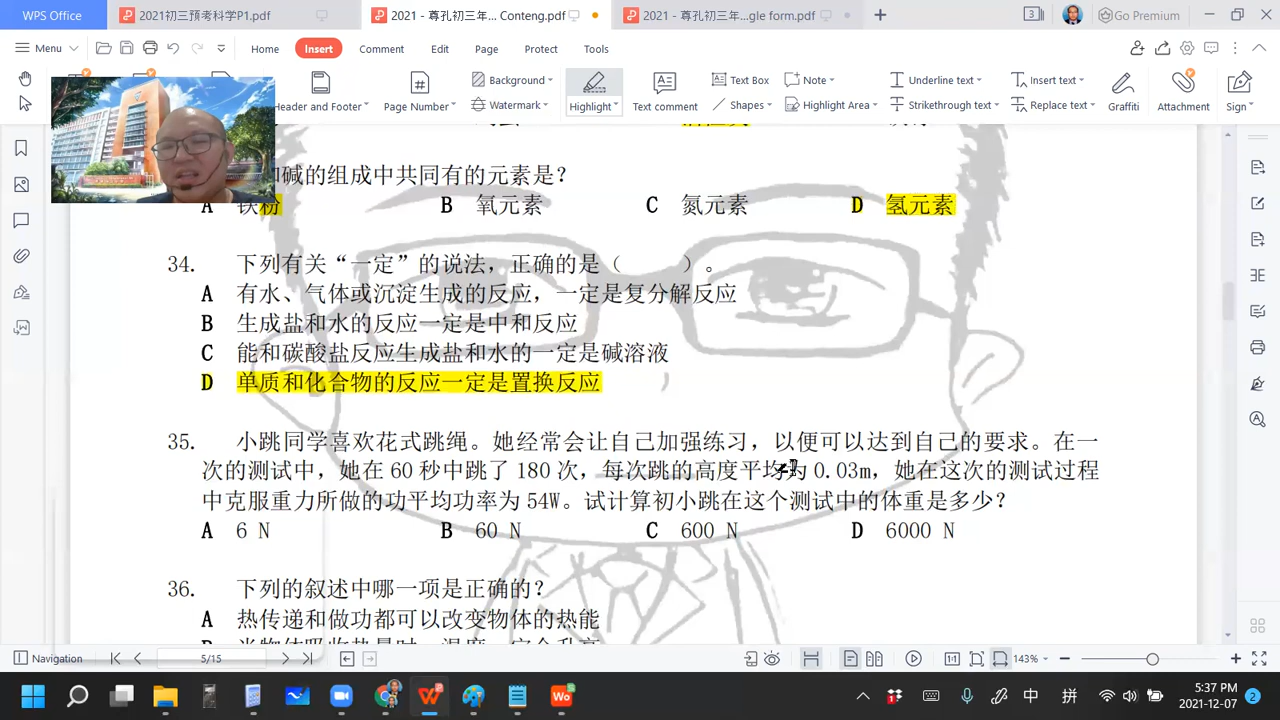 WPS Office
2021初三预考科学P1.pdf
2021 - 尊孔初三年... Conteng.pdf
2021 - 尊孔初三年...gle form.pdf
3
Go Premium
Menu
Home
Insert
Comment
Edit
Page
Protect
Tools
Background
Note
Underline text
Insert text
Text Box
Header and Footer
Page Number
Watermark
Highlight
Text comment
Shapes
Highlight Area
Strikethrough text
Replace text
Graffiti
Attachment
Sign
和碱的组成中共同有的元素是?
A 铁粉 B 氧元素 C 氮元素 D 氢元素
34. 下列有关“一定”的说法,正确的是( )。
A 有水、气体或沉淀生成的反应,一定是复分解反应
B 生成盐和水的反应一定是中和反应
C 能和碳酸盐反应生成盐和水的一定是碱溶液
D 单质和化合物的反应一定是置换反应
35. 小跳同学喜欢花式跳绳。她经常会让自己加强练习,以便可以达到自己的要求。在一
次的测试中,她在 60 秒中跳了 180 次,每次跳的高度平均为 0.03m,她在这次的测试过程
中克服重力所做的功平均功率为 54W。试计算初小跳在这个测试中的体重是多少?
A 6 N B 60 N C 600 N D 6000 N
36. 下列的叙述中哪一项是正确的?
A 热传递和做功都可以改变物体的热能
Navigation
5/15
143%
中
拼
5:37 PM
2021-12-07
2